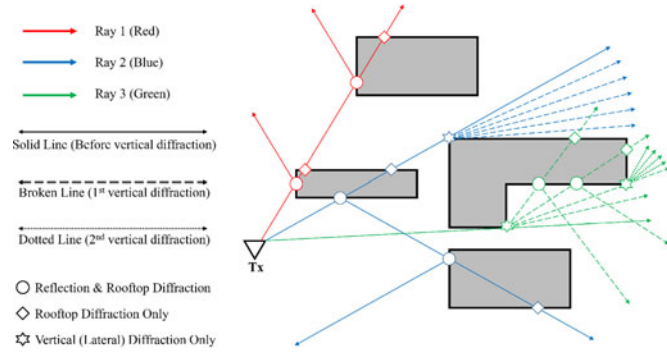 Ray 1 (Red)
Ray 2 (Blue)
Ray 3 (Green)
Solid Line (Before vertical diffraction)
Broken Line (1st vertical diffraction)
Dotted Line (2nd vertical diffraction)
Tx
Reflection & Rooftop Diffraction
Rooftop Diffraction Only
Vertical (Lateral) Diffraction Only